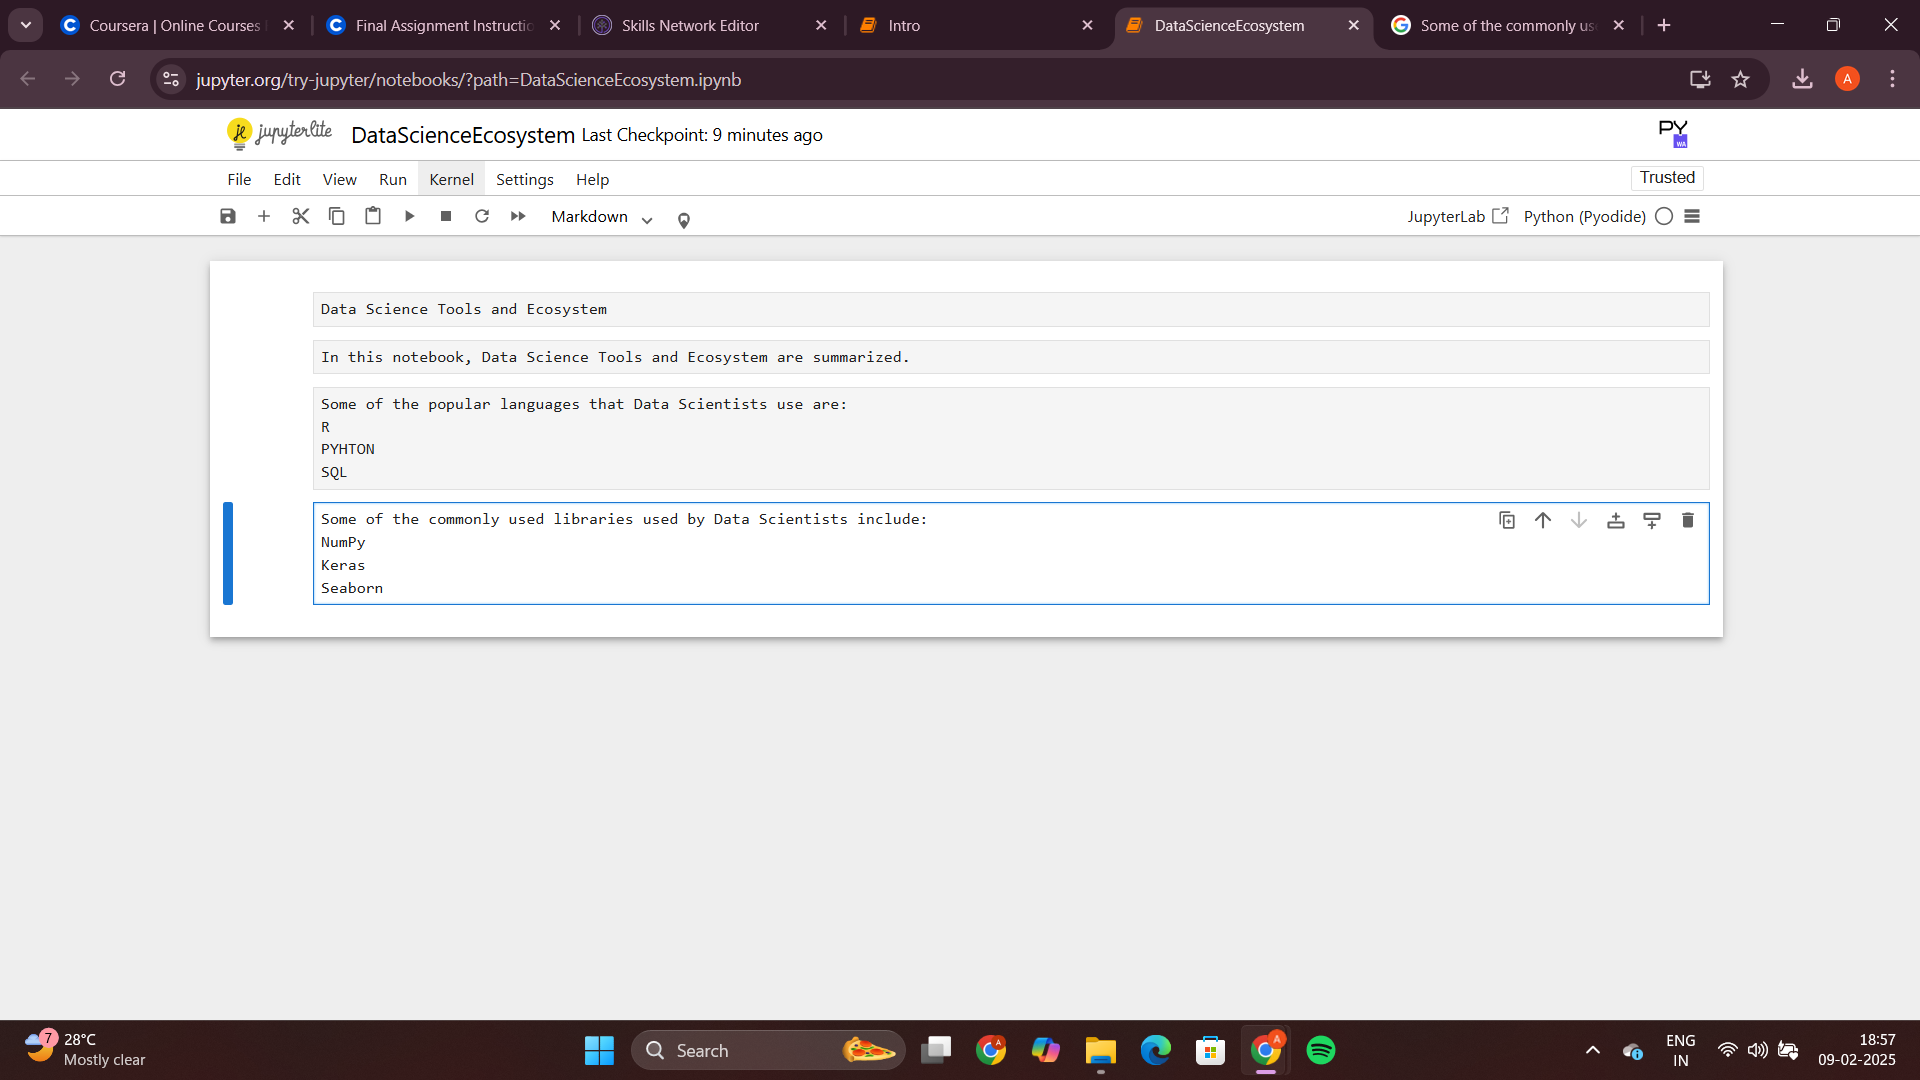 Coursera | Online Courses
Final Assignment Instructio
Skills Network Editor
Intro
DataScienceEcosystem
Some of the commonly us
jupyter.org/try-jupyter/notebooks/?path=DataScienceEcosystem.ipynb
A
jupyterlite
DataScienceEcosystem Last Checkpoint: 9 minutes ago
PY
WA
File Edit View Run Kernel Settings Help
Trusted
Markdown
JupyterLab
Python (Pyodide)
Data Science Tools and Ecosystem
In this notebook, Data Science Tools and Ecosystem are summarized.
Some of the popular languages that Data Scientists use are:
R
PYHTON
SQL
Some of the commonly used libraries used by Data Scientists include:
NumPy
Keras
Seaborn
7
28°C
Mostly clear
Search
A
A
ENG
IN
18:57
09-02-2025